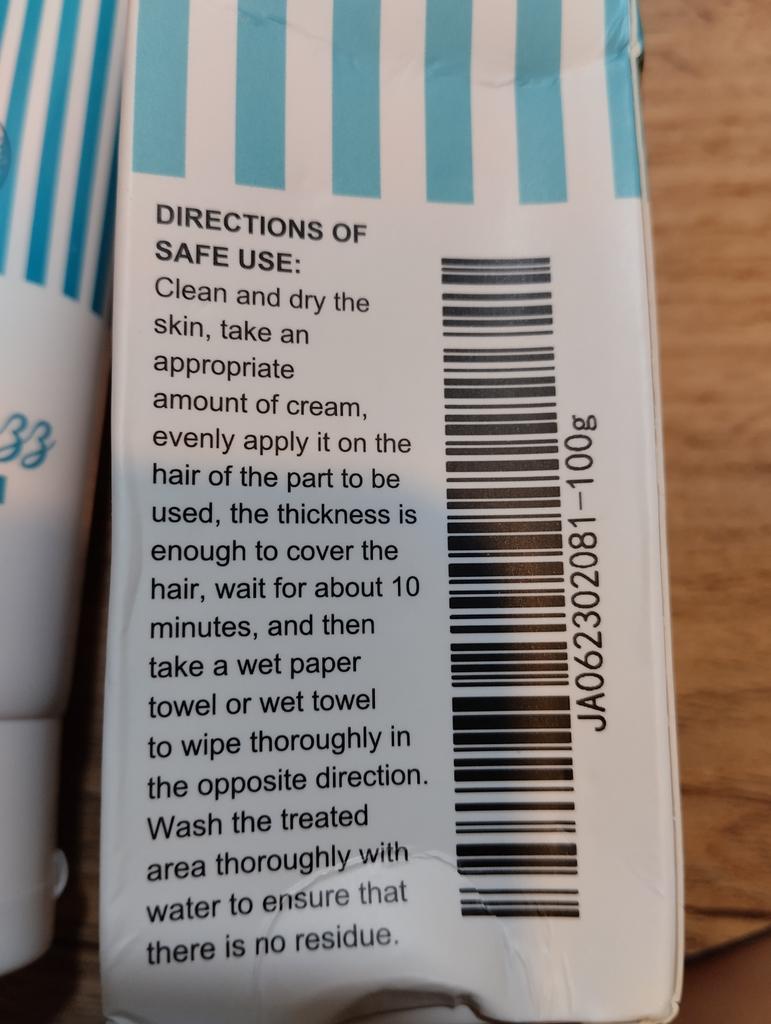 DIRECTIONS OF
SAFE USE:
Clean and dry the
skin, take an
appropriate
amount of cream,
evenly apply it on the
hair of the part to be
used, the thickness is
enough to cover the
hair, wait for about 10
minutes, and then
take a wet paper
towel or wet towel
to wipe thoroughly in
the opposite direction.
Wash the treated
area thoroughly with
water to ensure that
there is no residue.
JA062302081-100g